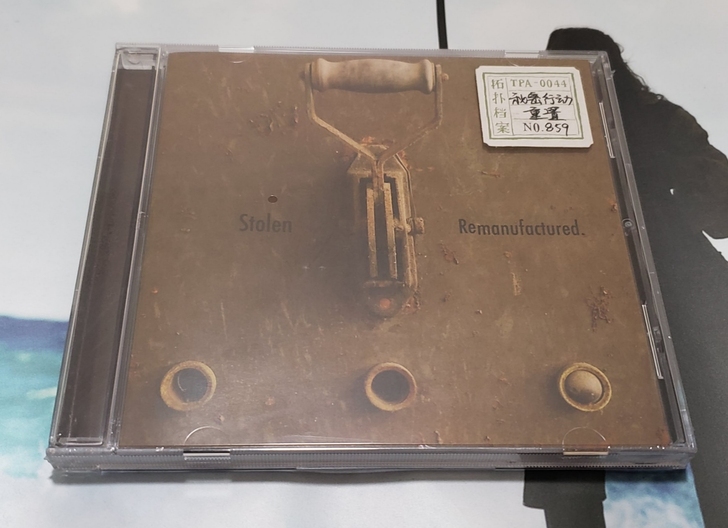 拓扑档案
TPA-0044
秘密行动
重置
NO.859
Stolen
Remanufactured.